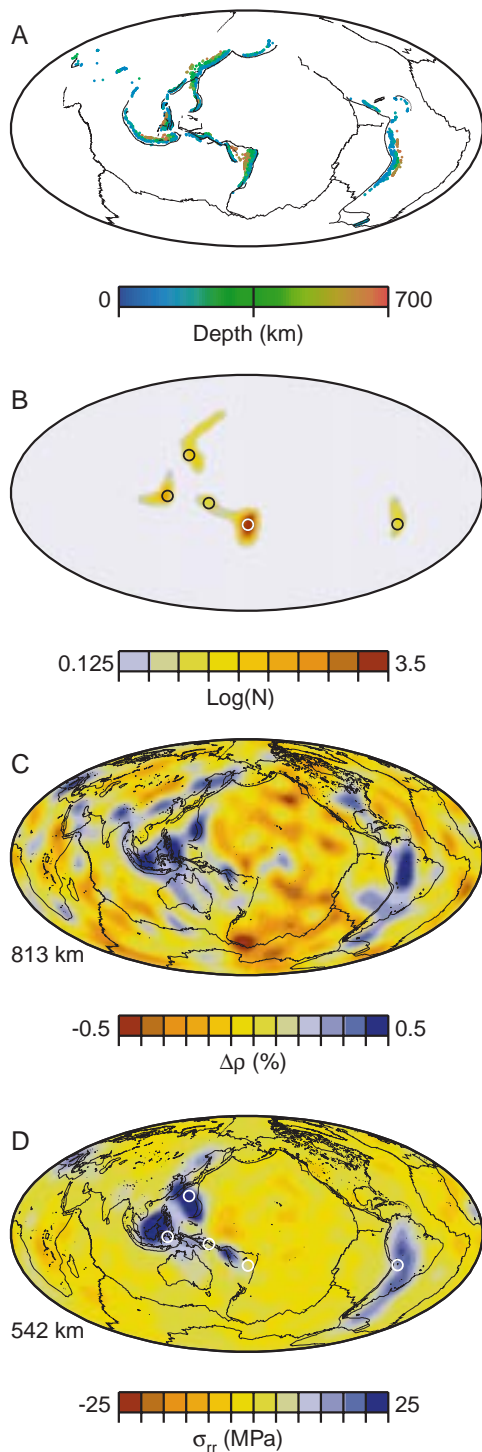 A
0 700
Depth (km)
B
0.125 3.5
Log(N)
C
813 km
-0.5 0.5
Δρ (%)
D
542 km
-25 25
σrr (MPa)